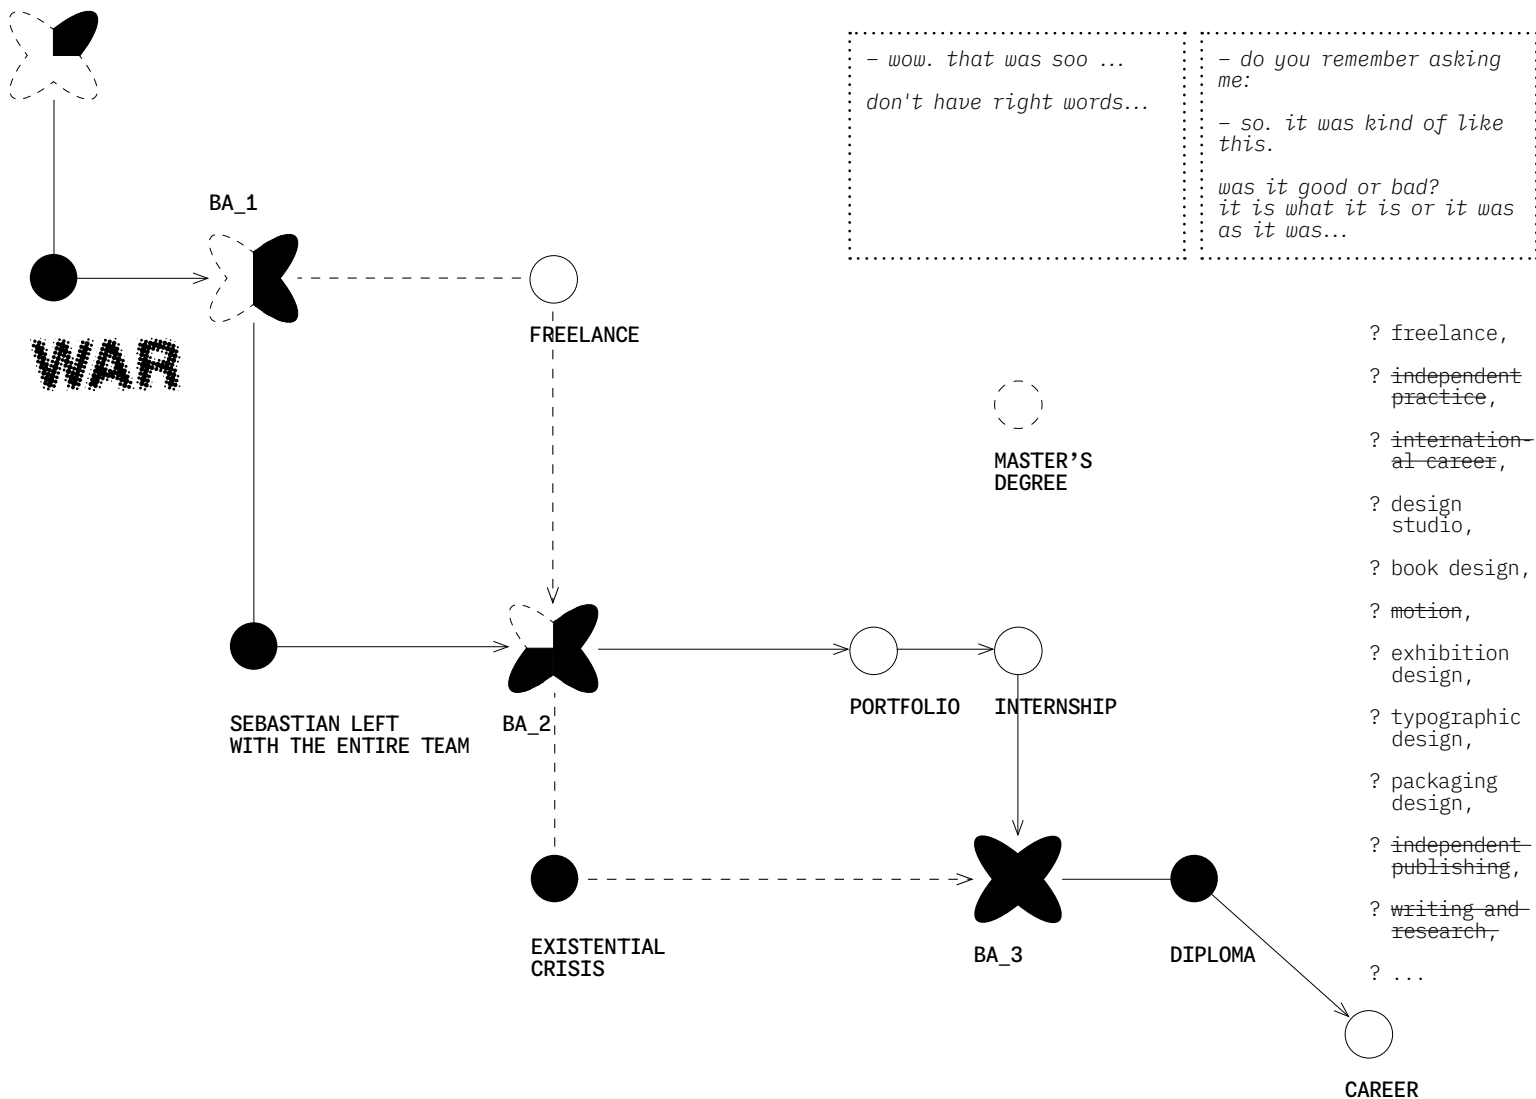 – wow. that was soo ...
don't have right words...
– do you remember asking
me:
– so. it was kind of like
this.
was it good or bad?
it is what it is or it was
as it was...
BA_1
WAR
FREELANCE
MASTER’S
DEGREE
SEBASTIAN LEFT
WITH THE ENTIRE TEAM
BA_2
PORTFOLIO
INTERNSHIP
EXISTENTIAL
CRISIS
BA_3
DIPLOMA
CAREER
? freelance,
? independent
practice,
? internation-
al career,
? design
studio,
? book design,
? motion,
? exhibition
design,
? typographic
design,
? packaging
design,
? independent
publishing,
? writing and
research,
? ...